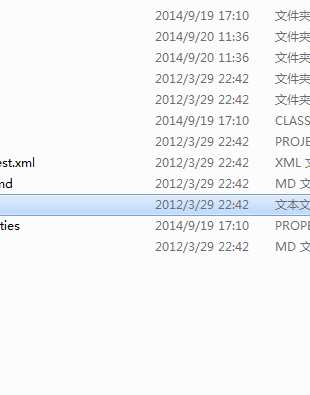 2014/9/19 17:10 文件夹
2014/9/20 11:36 文件夹
2014/9/20 11:36 文件夹
2012/3/29 22:42 文件夹
2012/3/29 22:42 文件夹
2014/9/19 17:10 CLASS
2012/3/29 22:42 PROJE
est.xml 2012/3/29 22:42 XML 文
md 2012/3/29 22:42 MD 文
2012/3/29 22:42 文本文
ties 2014/9/19 17:10 PROPE
2012/3/29 22:42 MD 文